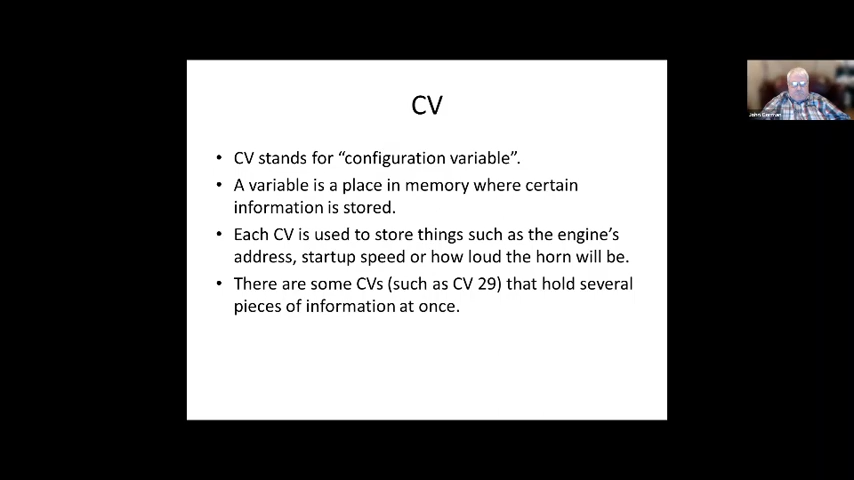 CV
• CV stands for “configuration variable”.
• A variable is a place in memory where certain
information is stored.
• Each CV is used to store things such as the engine’s
address, startup speed or how loud the horn will be.
• There are some CVs (such as CV 29) that hold several
pieces of information at once.
John Gorman